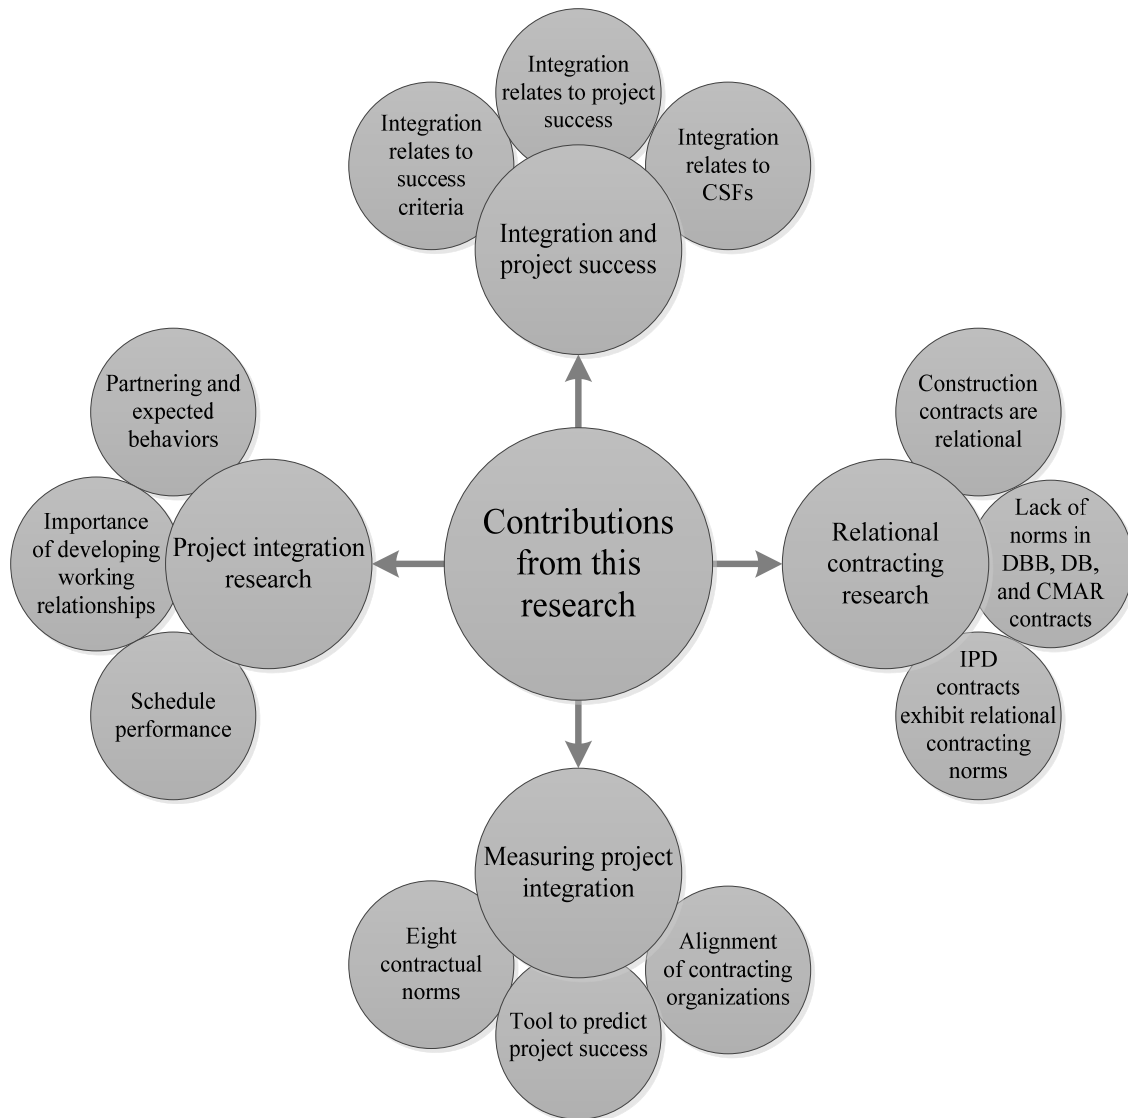 Integration
relates to project
success
Integration
relates to
success
criteria
Integration
relates to
CSFs
Integration and
project success
Partnering and
expected
behaviors
Importance
of developing
working
relationships
Schedule
performance
Project integration
research
Contributions
from this
research
Construction
contracts are
relational
Relational
contracting
research
Lack of
norms in
DBB, DB,
and CMAR
contracts
IPD
contracts
exhibit relational
contracting
norms
Measuring project
integration
Eight
contractual
norms
Tool to predict
project success
Alignment
of contracting
organizations